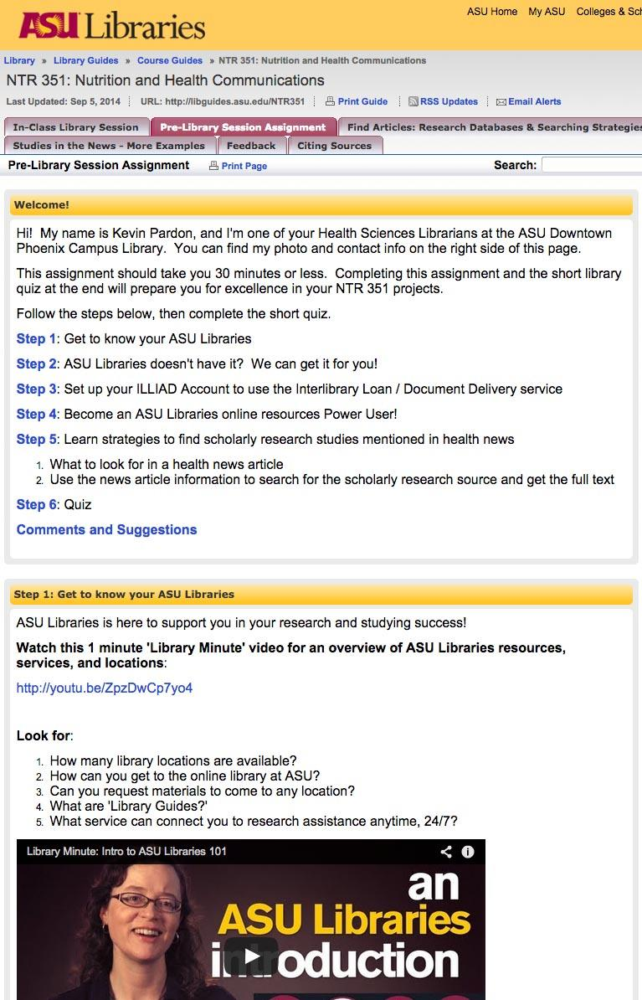 ASU Libraries
ASU Home My ASU Colleges & Sch
Library » Library Guides » Course Guides » NTR 351: Nutrition and Health Communications
NTR 351: Nutrition and Health Communications
Last Updated: Sep 5, 2014 URL: http://libguides.asu.edu/NTR351 Print Guide RSS Updates Email Alerts
In-Class Library Session Pre-Library Session Assignment Find Articles: Research Databases & Searching Strategies
Studies in the News - More Examples Feedback Citing Sources
Pre-Library Session Assignment Print Page Search:
Welcome!
Hi! My name is Kevin Pardon, and I'm one of your Health Sciences Librarians at the ASU Downtown
Phoenix Campus Library. You can find my photo and contact info on the right side of this page.
This assignment should take you 30 minutes or less. Completing this assignment and the short library
quiz at the end will prepare you for excellence in your NTR 351 projects.
Follow the steps below, then complete the short quiz.
Step 1: Get to know your ASU Libraries
Step 2: ASU Libraries doesn't have it? We can get it for you!
Step 3: Set up your ILLIAD Account to use the Interlibrary Loan / Document Delivery service
Step 4: Become an ASU Libraries online resources Power User!
Step 5: Learn strategies to find scholarly research studies mentioned in health news
1. What to look for in a health news article
2. Use the news article information to search for the scholarly research source and get the full text
Step 6: Quiz
Comments and Suggestions
Step 1: Get to know your ASU Libraries
ASU Libraries is here to support you in your research and studying success!
Watch this 1 minute 'Library Minute' video for an overview of ASU Libraries resources,
services, and locations:
http://youtu.be/ZpzDwCp7yo4
Look for:
1. How many library locations are available?
2. How can you get to the online library at ASU?
3. Can you request materials to come to any location?
4. What are 'Library Guides?'
5. What service can connect you to research assistance anytime, 24/7?
Library Minute: Intro to ASU Libraries 101
an
ASU Libraries
introduction